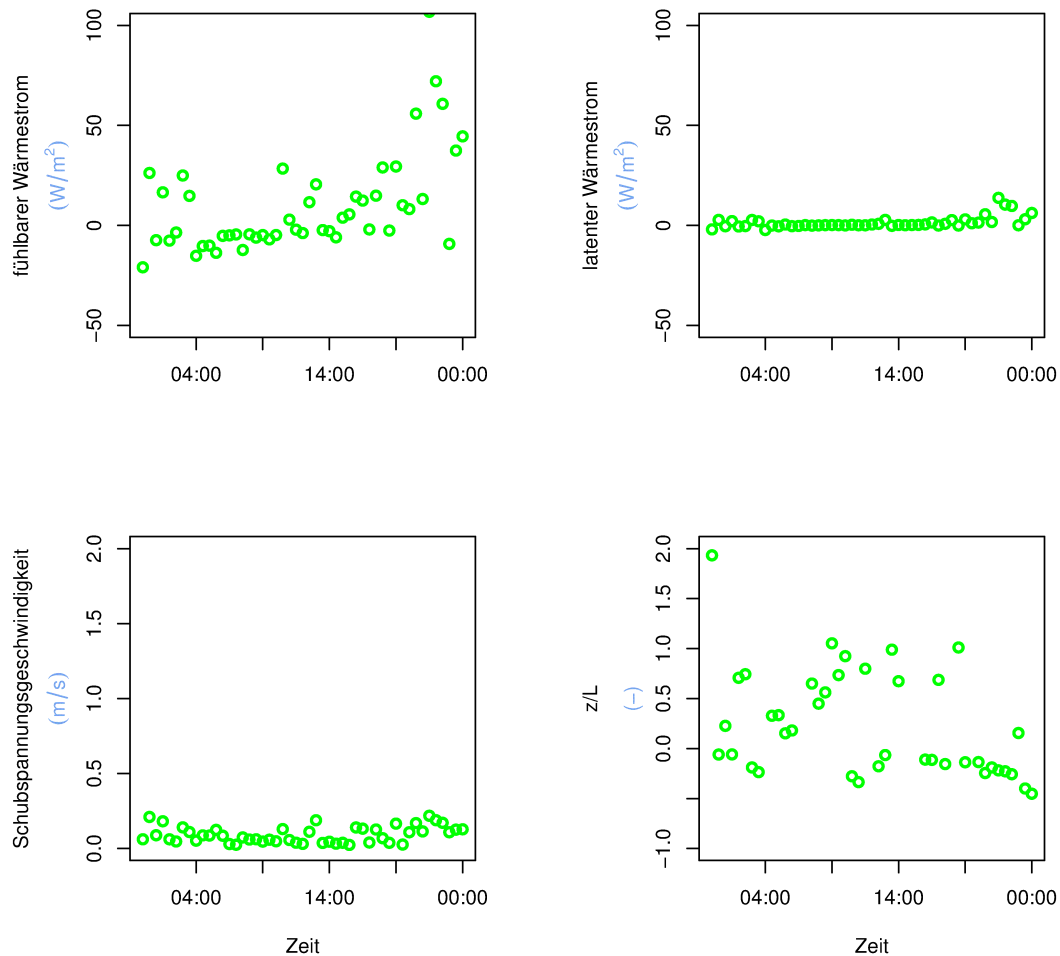 fühlbarer Wärmestrom
(W/m²)
100
50
0
−50
04:00 14:00 00:00
latenter Wärmestrom
(W/m²)
100
50
0
−50
04:00 14:00 00:00
Schubspannungsgeschwindigkeit
(m/s)
2.0
1.5
1.0
0.5
0.0
04:00 14:00 00:00
Zeit
z/L
(−)
2.0
1.5
1.0
0.5
0.0
−1.0
04:00 14:00 00:00
Zeit